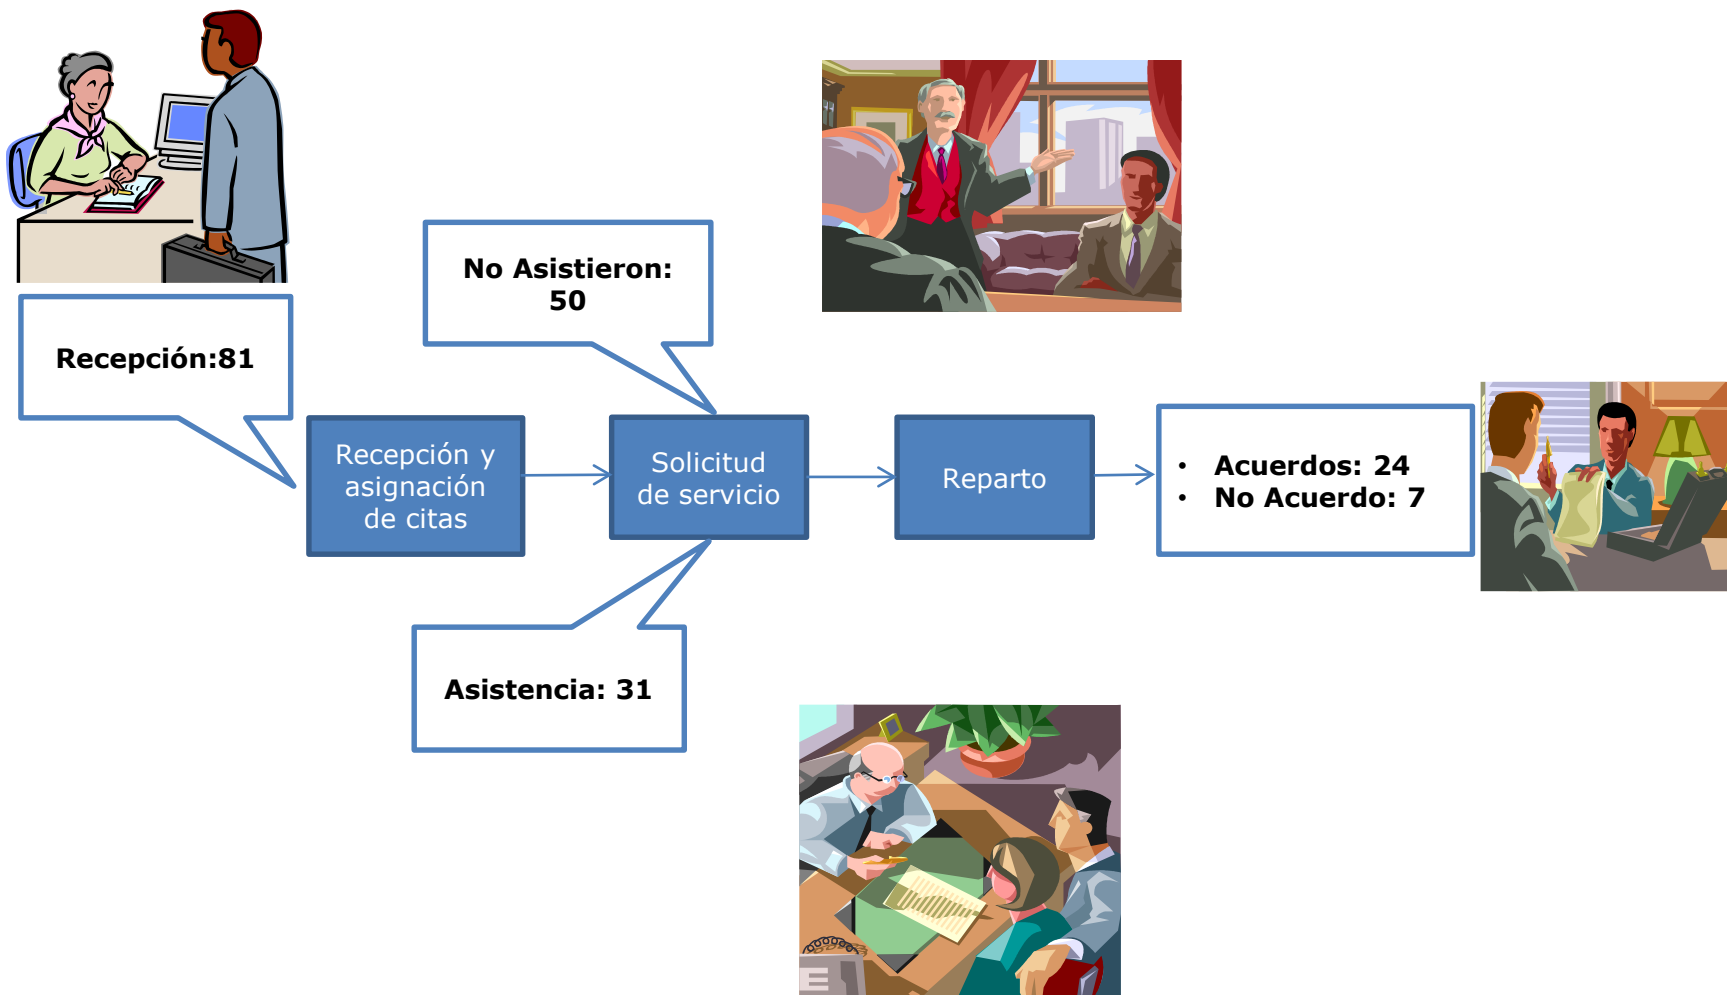 Recepción:81
No Asistieron:
50
Recepción y
asignación
de citas
Solicitud
de servicio
Reparto
• Acuerdos: 24
• No Acuerdo: 7
Asistencia: 31